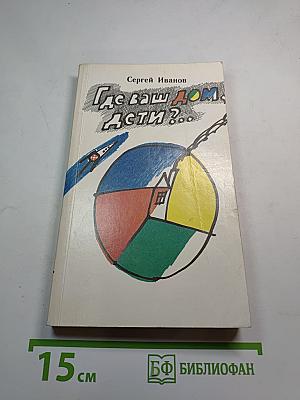 Сергей Иванов
Где ваш дом,
дети?...
15 см
БФ БИБЛИОФАН